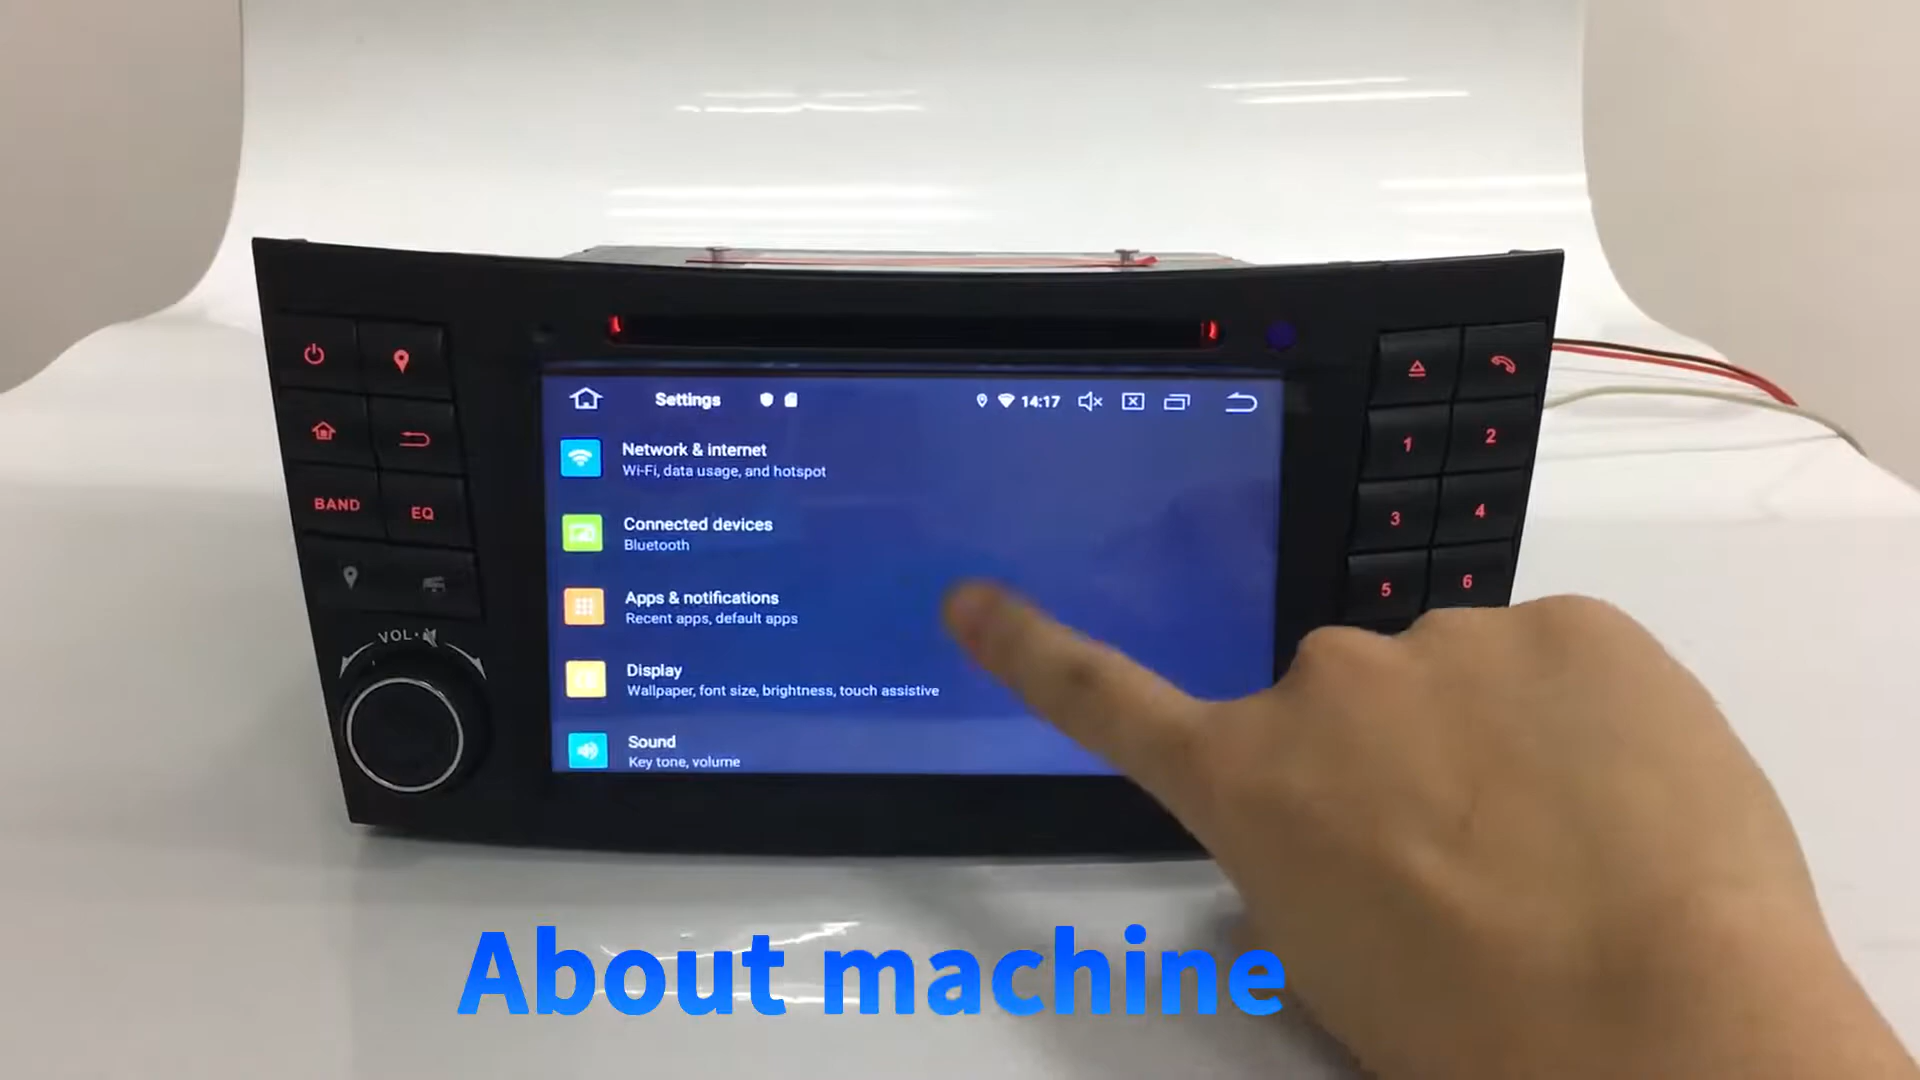 Settings
14:17
Network & internet
Wi-Fi, data usage, and hotspot
Connected devices
Bluetooth
Apps & notifications
Recent apps, default apps
Display
Wallpaper, font size, brightness, touch assistive
Sound
Key tone, volume
BAND
EQ
VOL
1
2
3
4
5
6
About machine